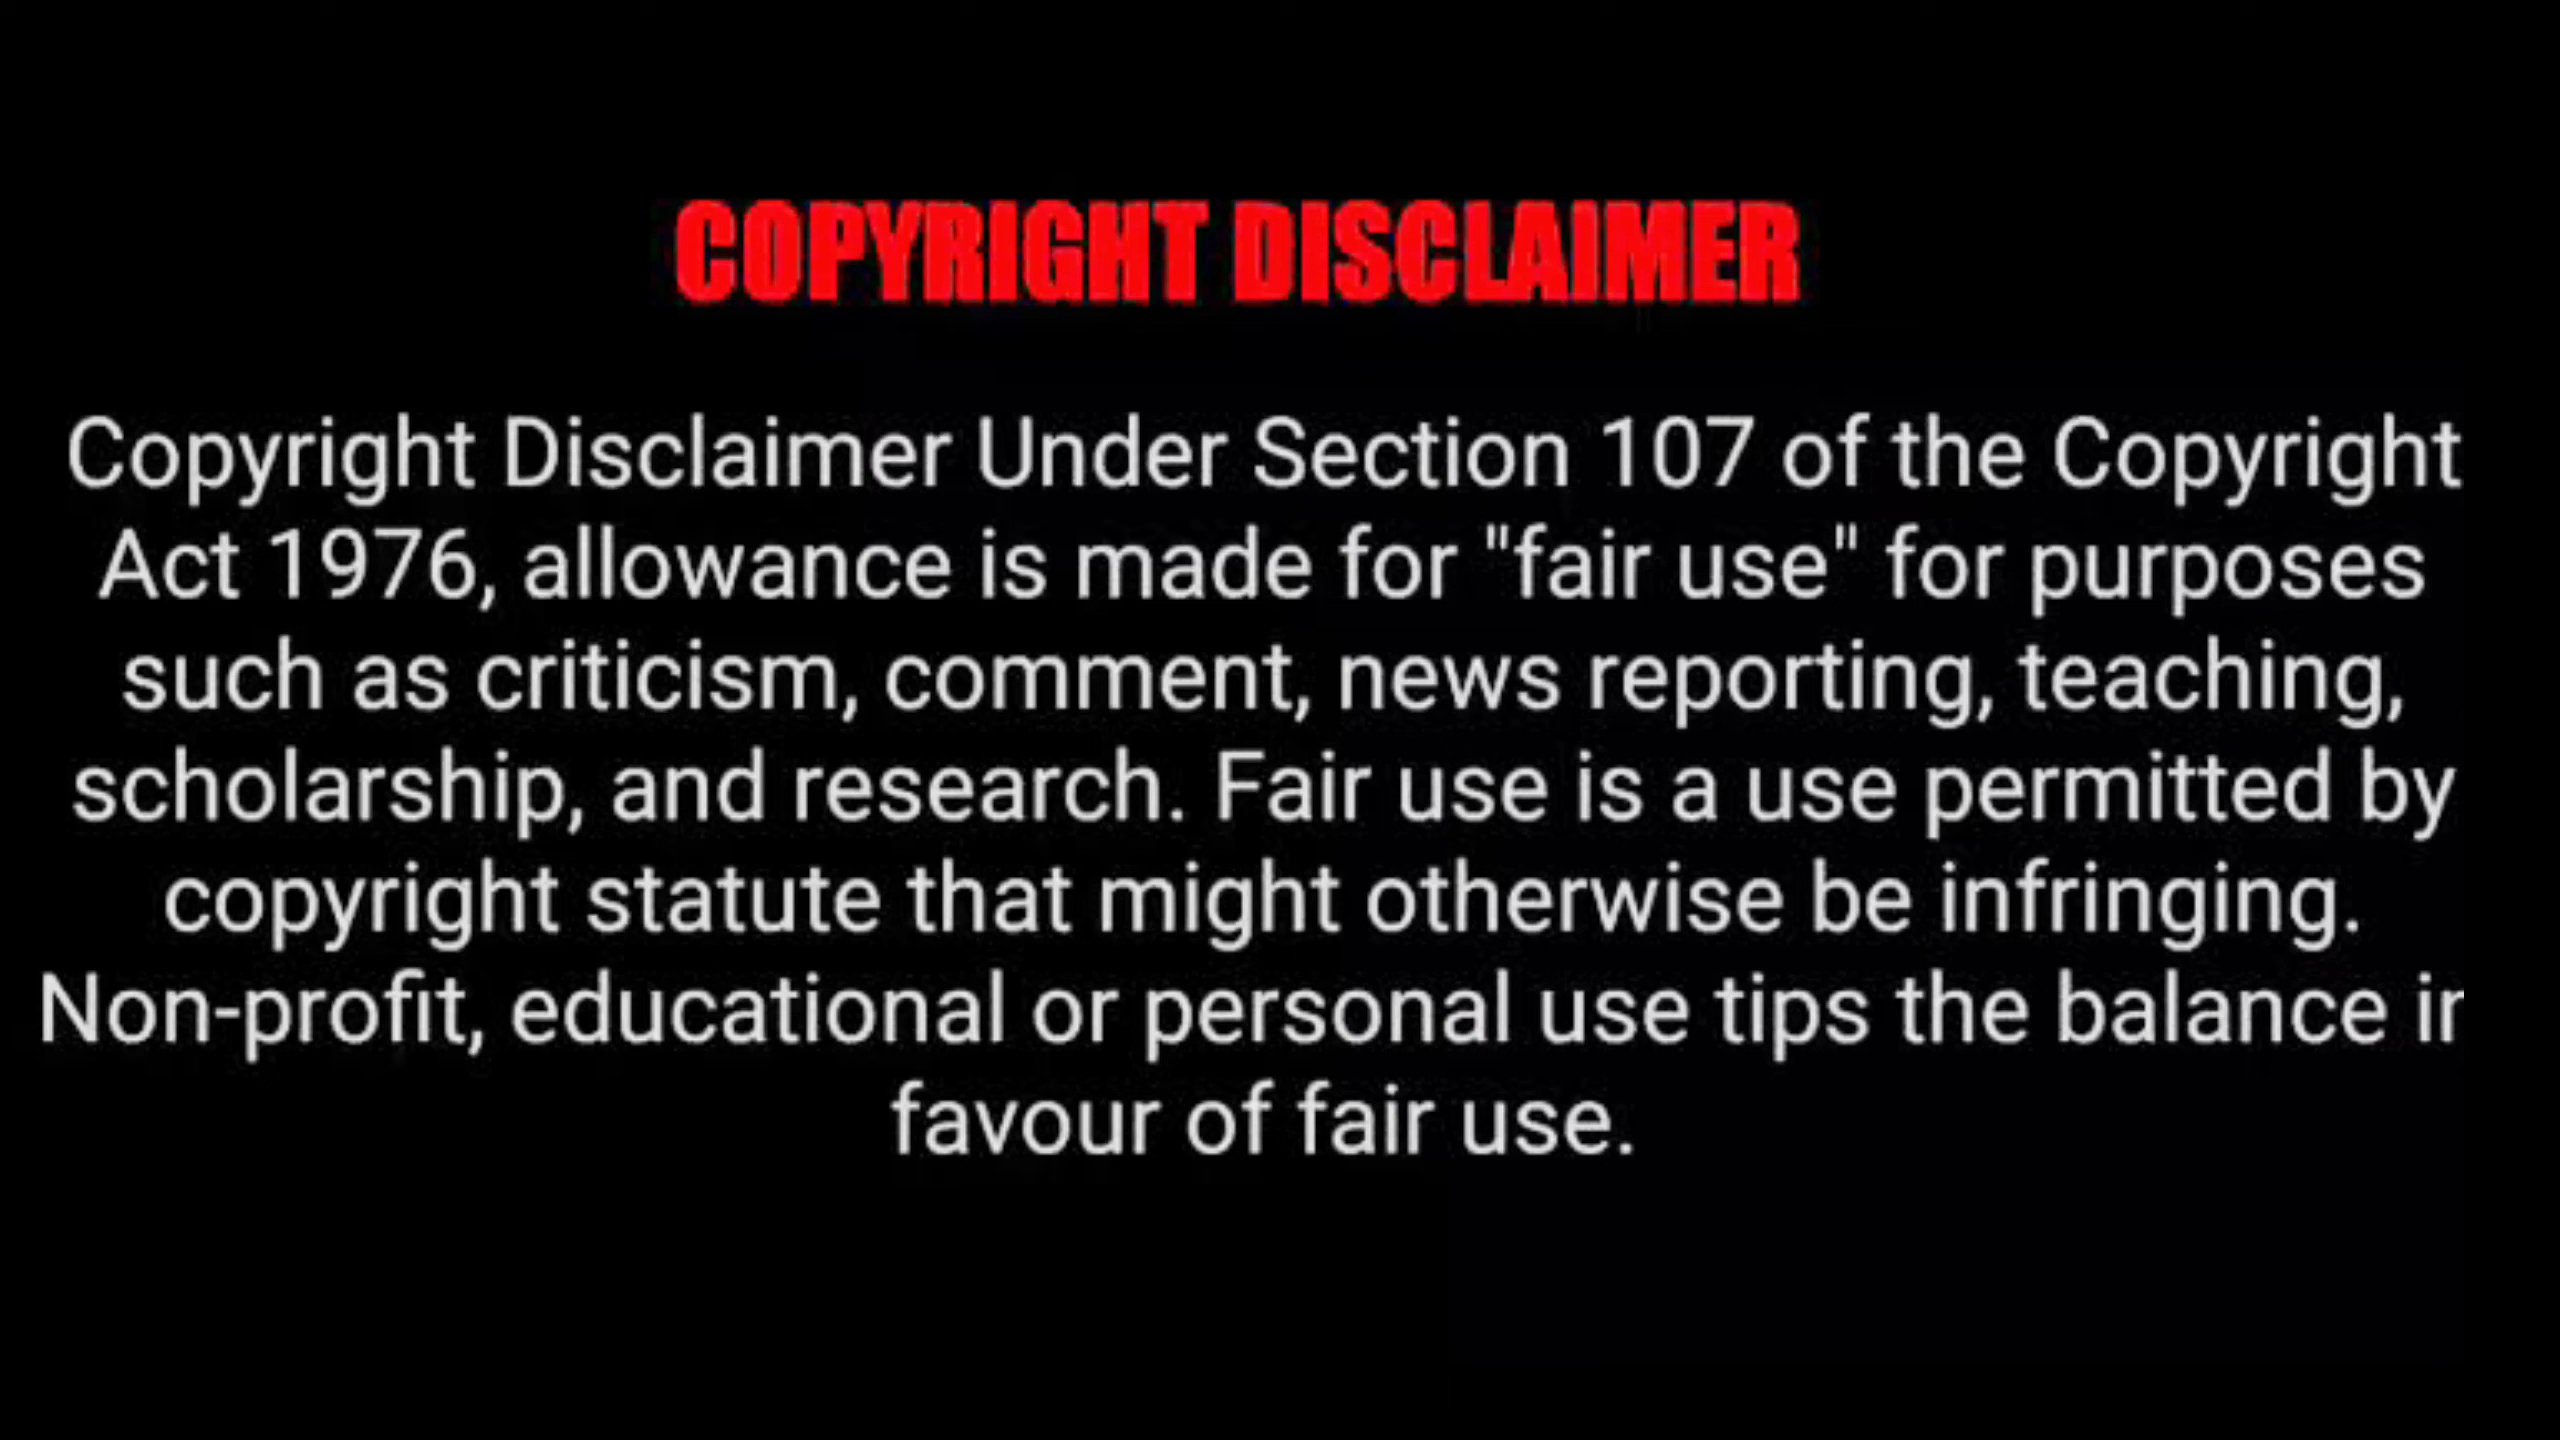 COPYRIGHT DISCLAIMER
Copyright Disclaimer Under Section 107 of the Copyright
Act 1976, allowance is made for "fair use" for purposes
such as criticism, comment, news reporting, teaching,
scholarship, and research. Fair use is a use permitted by
copyright statute that might otherwise be infringing.
Non-profit, educational or personal use tips the balance
favour of fair use.